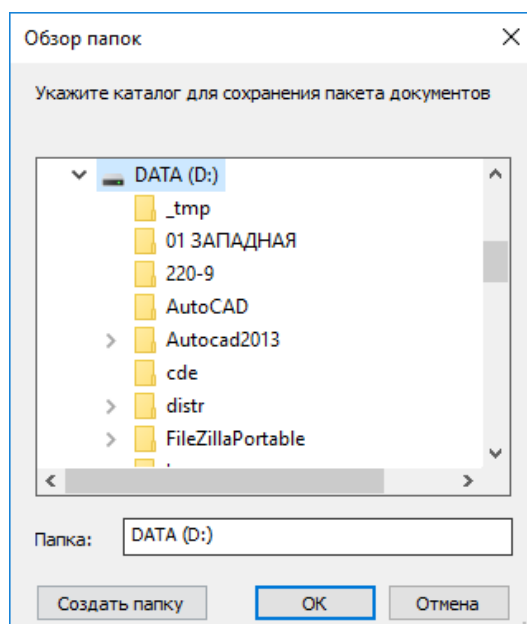 Обзор папок
Укажите каталог для сохранения пакета документов
DATA (D:)
_tmp
01 ЗАПАДНАЯ
220-9
AutoCAD
Autocad2013
cde
distr
FileZillaPortable
Папка: DATA (D:)
Создать папку OK Отмена